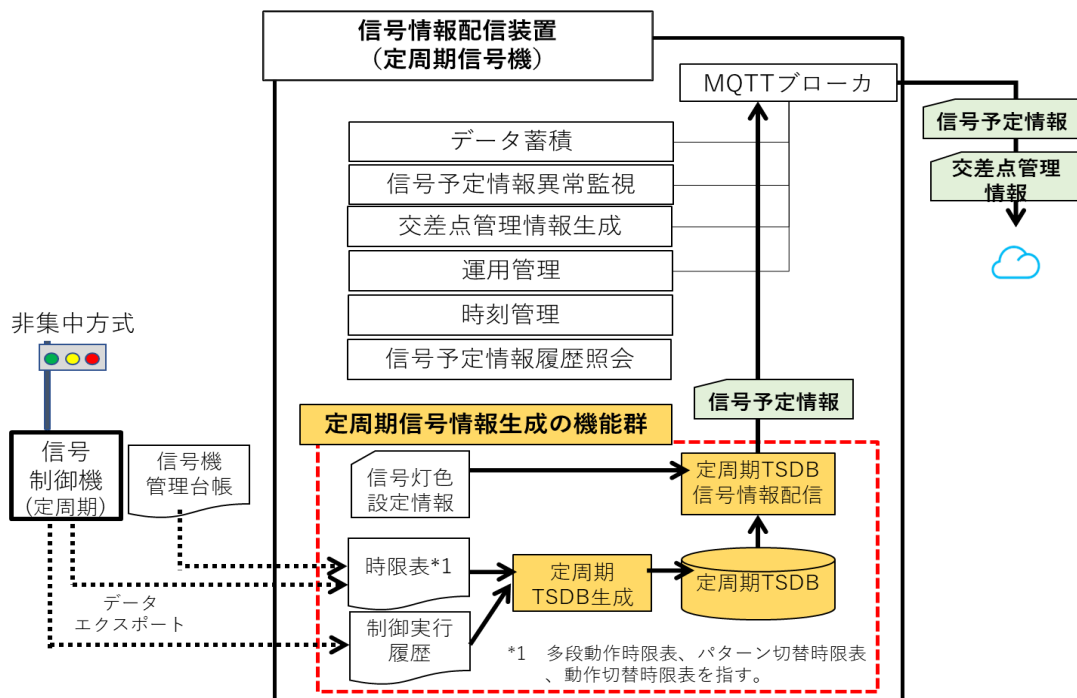 信号情報配信装置
（定周期信号機）
MQTTブローカ
信号予定情報
交差点管理
情報
データ蓄積
信号予定情報異常監視
交差点管理情報生成
運用管理
時刻管理
信号予定情報履歴照会
非集中方式
信号予定情報
定周期信号情報生成の機能群
信号
制御機
（定周期）
信号機
管理台帳
信号灯色
設定情報
定周期TSDB
信号情報配信
時限表*1
定周期
TSDB生成
定周期TSDB
データ
エクスポート
制御実行
履歴
*1　多段動作時限表、パターン切替時限表
、動作切替時限表を指す。